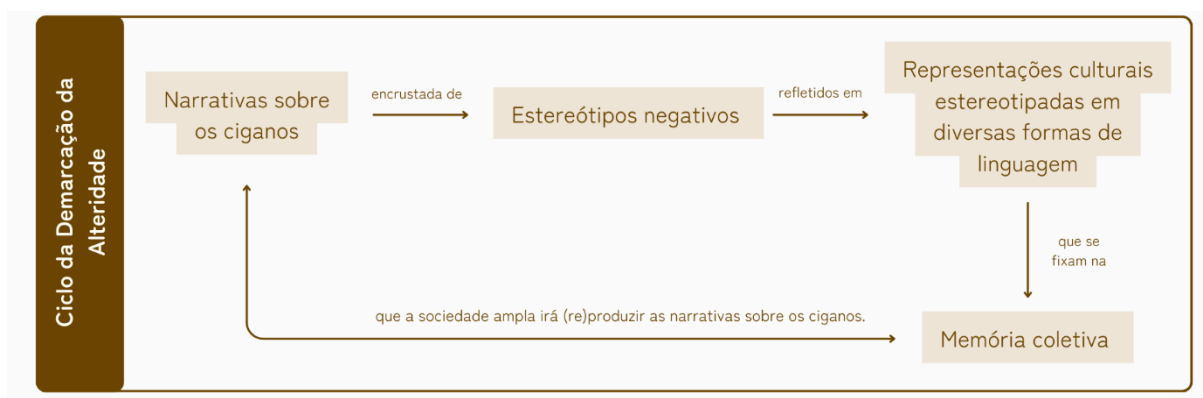 Ciclo da Demarcação da
Alteridade
Narrativas sobre
os ciganos
encrustada de
Estereótipos negativos
refletidos em
Representações culturais
estereotipadas em
diversas formas de
linguagem
que se
fixam na
Memória coletiva
que a sociedade ampla irá (re)produzir as narrativas sobre os ciganos.